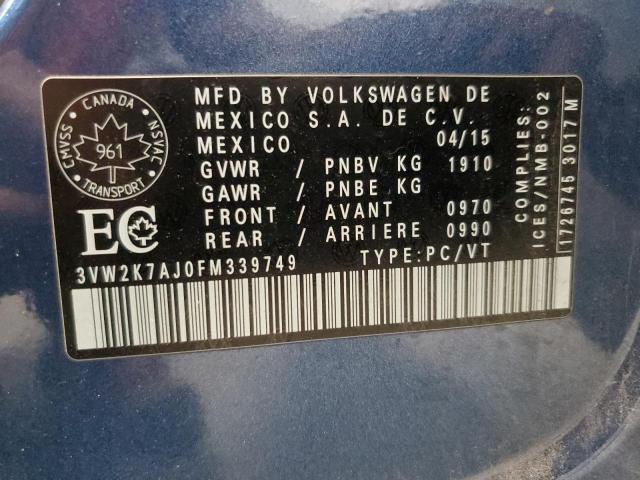 CANADA
CMVSS
NSVAC
961
TRANSPORT
EC
MFD BY VOLKSWAGEN DE
MEXICO S.A. DE C.V.
MEXICO 04/15
GVWR / PNBV KG 1910
GAWR / PNBE KG
FRONT / AVANT 0970
REAR / ARRIERE 0990
3VW2K7AJ0FM339749 TYPE:PC/VT
COMPLIES:
ICES/NMB-002
1726745 3017 M